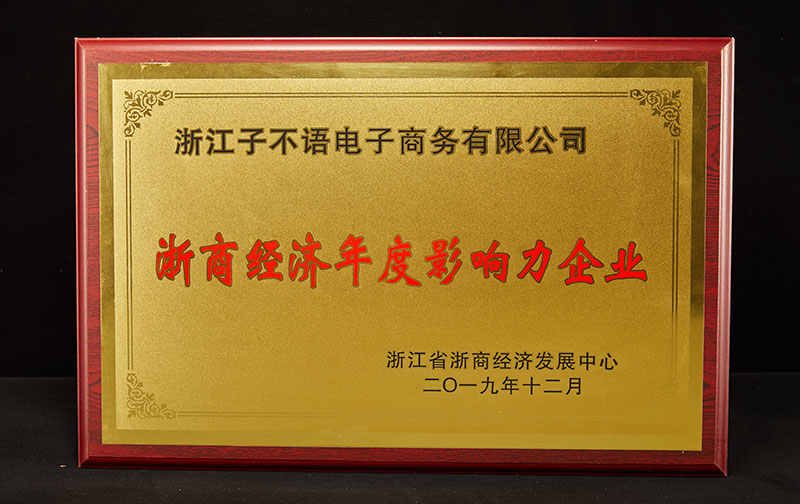 浙江子不语电子商务有限公司
浙商经济年度影响力企业
浙江省浙商经济发展中心
二〇一九年十二月